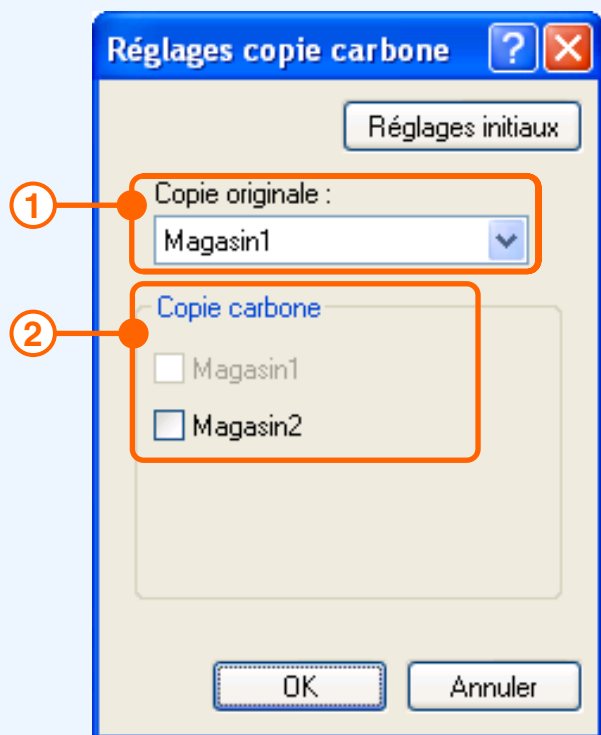 Réglages copie carbone
Réglages initiaux
1
Copie originale :
Magasin1
2
Copie carbone
Magasin1
Magasin2
OK
Annuler